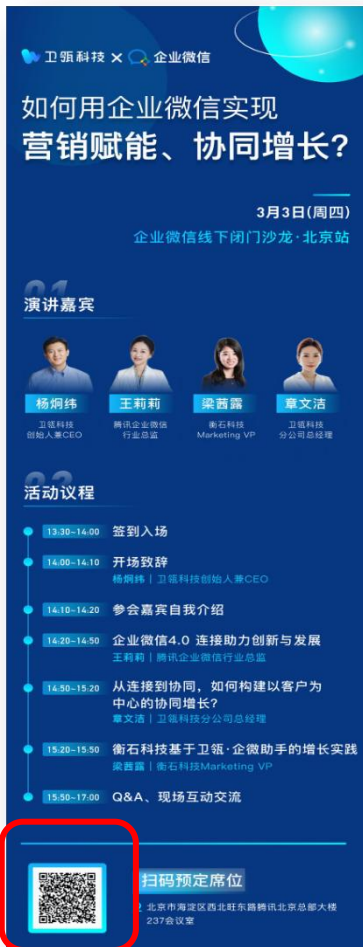 卫瓴科技 × 企业微信
如何用企业微信实现
营销赋能、协同增长?
3月3日(周四)
企业微信线下闭门沙龙·北京站
01
演讲嘉宾
杨炯纬 王莉莉 梁茜露 章文洁
卫瓴科技 腾讯企业微信 衡石科技 卫瓴科技
创始人兼CEO 行业总监 Marketing VP 分公司总经理
02
活动议程
13:30-14:00 签到入场
14:00-14:10 开场致辞
杨炯纬 | 卫瓴科技创始人兼CEO
14:10-14:20 参会嘉宾自我介绍
14:20-14:50 企业微信4.0 连接助力创新与发展
王莉莉 | 腾讯企业微信行业总监
14:50-15:20 从连接到协同，如何构建以客户为
中心的协同增长?
章文洁 | 卫瓴科技分公司总经理
15:20-15:50 衡石科技基于卫瓴·企微助手的增长实践
梁茜露 | 衡石科技Marketing VP
15:50-17:00 Q&A、现场互动交流
扫码预定席位
北京市海淀区西北旺东路腾讯北京总部大楼
237会议室